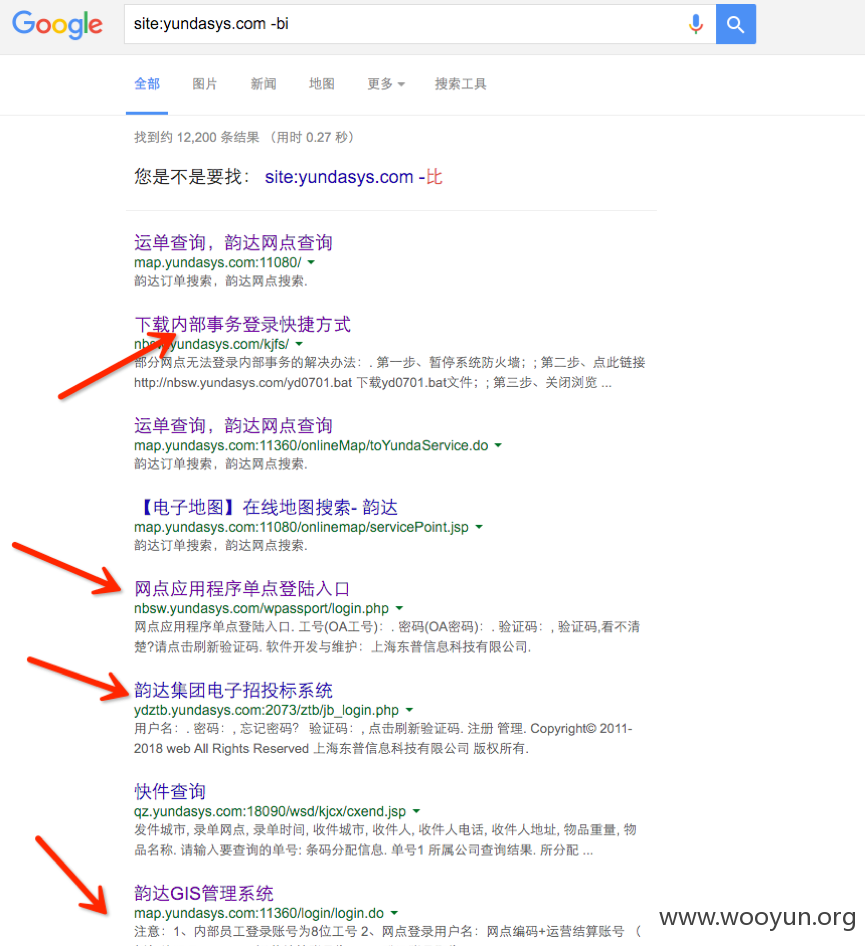 Google
site:yundasys.com -bi
全部 图片 新闻 地图 更多 搜索工具
找到约 12,200 条结果 （用时 0.27 秒）
您是不是要找： site:yundasys.com -比
运单查询，韵达网点查询
map.yundasys.com:11080/
韵达订单搜索，韵达网点搜索.
下载内部事务登录快捷方式
nbsw.yundasys.com/kjfs/
部分网点无法登录内部事务的解决办法：. 第一步、暂停系统防火墙；; 第二步、点此链接
http://nbsw.yundasys.com/yd0701.bat 下载yd0701.bat文件；; 第三步、关闭浏览 ...
运单查询，韵达网点查询
map.yundasys.com:11360/onlineMap/toYundaService.do
韵达订单搜索，韵达网点搜索.
【电子地图】在线地图搜索- 韵达
map.yundasys.com:11080/onlinemap/servicePoint.jsp
韵达订单搜索，韵达网点搜索.
网点应用程序单点登陆入口
nbsw.yundasys.com/wpassport/login.php
网点应用程序单点登陆入口. 工号(OA工号)：. 密码(OA密码)：. 验证码：, 验证码,看不清
楚?请点击刷新验证码. 软件开发与维护：上海东普信息科技有限公司.
韵达集团电子招投标系统
ydztb.yundasys.com:2073/ztb/jb_login.php
用户名：. 密码：, 忘记密码? 验证码：, 点击刷新验证码. 注册 管理. Copyright© 2011-
2018 web All Rights Reserved 上海东普信息科技有限公司 版权所有.
快件查询
qz.yundasys.com:18090/wsd/kjcx/cxend.jsp
发件城市, 录单网点, 录单时间, 收件城市, 收件人, 收件人电话, 收件人地址, 物品重量, 物
品名称. 请输入要查询的单号: 条码分配信息. 单号1 所属公司查询结果. 所分配 ...
韵达GIS管理系统
map.yundasys.com:11360/login/login.do
注意：1、内部员工登录账号为8位工号 2、网点登录用户名：网点编码+运营结算账号 （
www.wooyun.org